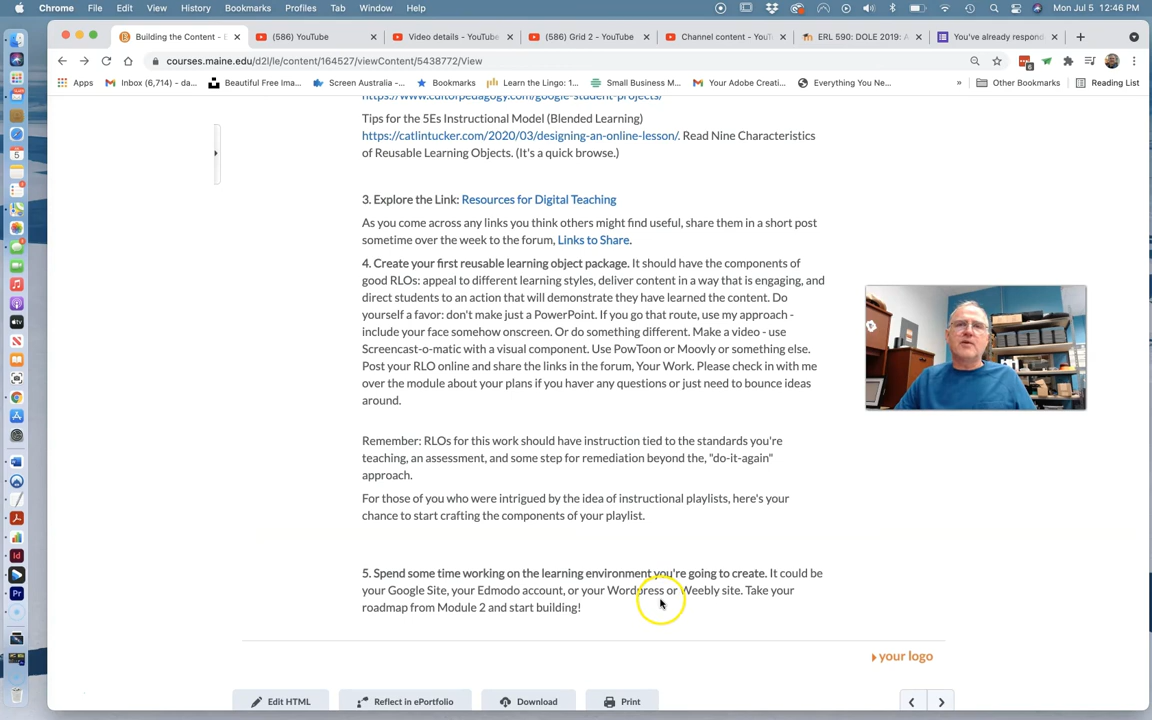 Chrome File Edit View History Bookmarks Profiles Tab Window Help Mon Jul 5 12:46 PM
Building the Content - E (586) YouTube Video details - YouTube (586) Grid 2 - YouTube Channel content - YouT ERL 590: DOLE 2019: A You've already respond
courses.maine.edu/d2l/le/content/164527/viewContent/5438772/View
Apps Inbox (6,714) - da... Beautiful Free Ima... Screen Australia -... Bookmarks Learn the Lingo: 1... Small Business M... Your Adobe Creati... Everything You Nee... » Other Bookmarks Reading List
https://www.cultofpedagogy.com/google-student-projects/
Tips for the 5Es Instructional Model (Blended Learning)
https://catlintucker.com/2020/03/designing-an-online-lesson/. Read Nine Characteristics
of Reusable Learning Objects. (It's a quick browse.)
3. Explore the Link: Resources for Digital Teaching
As you come across any links you think others might find useful, share them in a short post
sometime over the week to the forum, Links to Share.
4. Create your first reusable learning object package. It should have the components of
good RLOs: appeal to different learning styles, deliver content in a way that is engaging, and
direct students to an action that will demonstrate they have learned the content. Do
yourself a favor: don't make just a PowerPoint. If you go that route, use my approach -
include your face somehow onscreen. Or do something different. Make a video - use
Screencast-o-matic with a visual component. Use PowToon or Moovly or something else.
Post your RLO online and share the links in the forum, Your Work. Please check in with me
over the module about your plans if you haver any questions or just need to bounce ideas
around.
Remember: RLOs for this work should have instruction tied to the standards you're
teaching, an assessment, and some step for remediation beyond the, "do-it-again"
approach.
For those of you who were intrigued by the idea of instructional playlists, here's your
chance to start crafting the components of your playlist.
5. Spend some time working on the learning environment you're going to create. It could be
your Google Site, your Edmodo account, or your Wordpress or Weebly site. Take your
roadmap from Module 2 and start building!
your logo
Edit HTML Reflect in ePortfolio Download Print